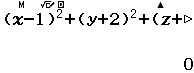 M √▱ ▫
(x-1)²+(y+2)²+(z+▹
0